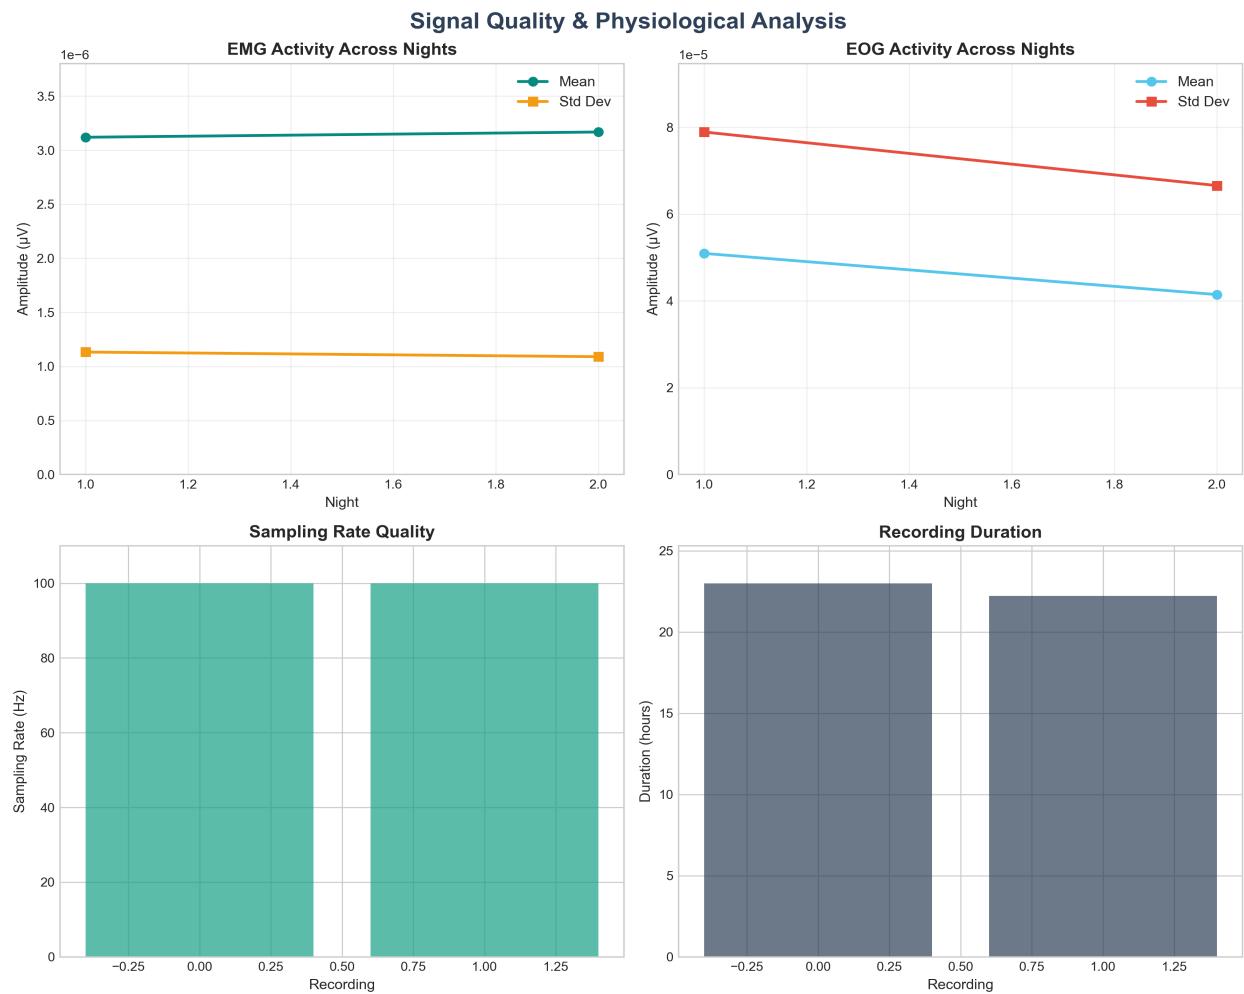 Signal Quality & Physiological Analysis
EMG Activity Across Nights
1e−6
Mean
Std Dev
3.5
3.0
2.5
2.0
1.5
1.0
0.5
0.0
Amplitude (µV)
1.0 1.2 1.4 1.6 1.8 2.0
Night
EOG Activity Across Nights
1e−5
Mean
Std Dev
8
6
4
2
0
Amplitude (µV)
1.0 1.2 1.4 1.6 1.8 2.0
Night
Sampling Rate Quality
100
80
60
40
20
0
Sampling Rate (Hz)
−0.25 0.00 0.25 0.50 0.75 1.00 1.25
Recording
Recording Duration
25
20
15
10
5
0
Duration (hours)
−0.25 0.00 0.25 0.50 0.75 1.00 1.25
Recording